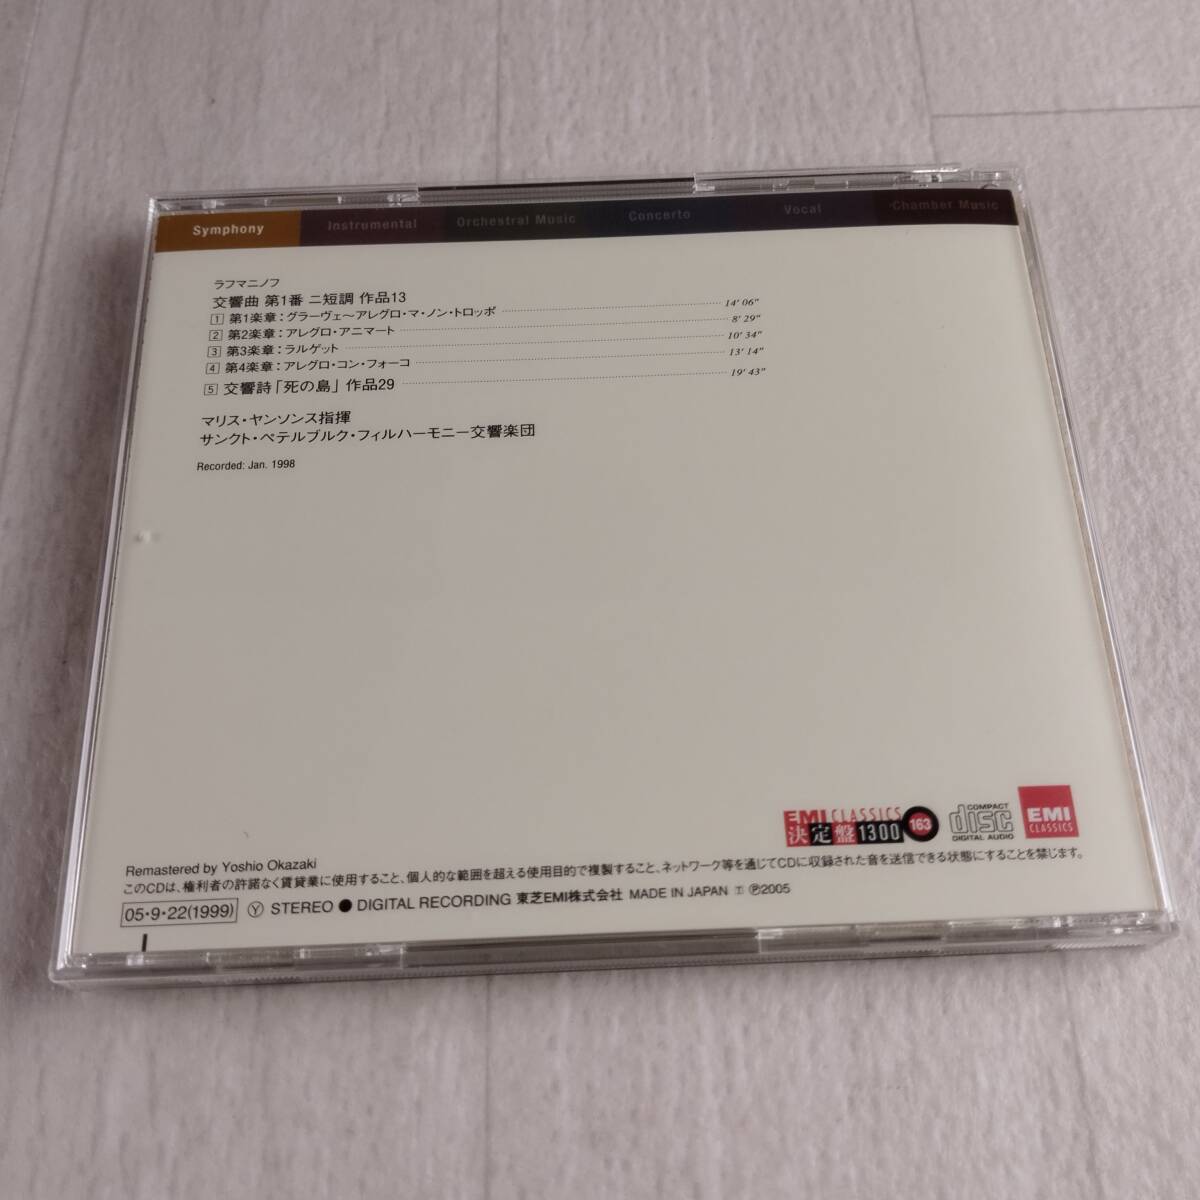 Symphony Instrumental Orchestral Music Concerto Vocal Chamber Music
ラフマニノフ
交響曲 第1番 ニ短調 作品13
1 第1楽章：グラーヴェ〜アレグロ・マ・ノン・トロッポ 14' 06"
2 第2楽章：アレグロ・アニマート 8' 29"
3 第3楽章：ラルゲット 10' 34"
4 第4楽章：アレグロ・コン・フォーコ 13' 14"
5 交響詩「死の島」 作品29 19' 43"
マリス・ヤンソンス指揮
サンクト・ペテルブルク・フィルハーモニー交響楽団
Recorded: Jan. 1998
EMI CLASSICS
決定盤 1300 163
COMPACT
disc
DIGITAL AUDIO
EMI
CLASSICS
Remastered by Yoshio Okazaki
このCDは、権利者の許諾なく賃貸業に使用すること、個人的な範囲を超える使用目的で複製すること、ネットワーク等を通じてCDに収録された音を送信できる状態にすることを禁じます。
05・9・22(1999) Ⓨ STEREO ● DIGITAL RECORDING 東芝EMI株式会社 MADE IN JAPAN Ⓣ Ⓟ2005